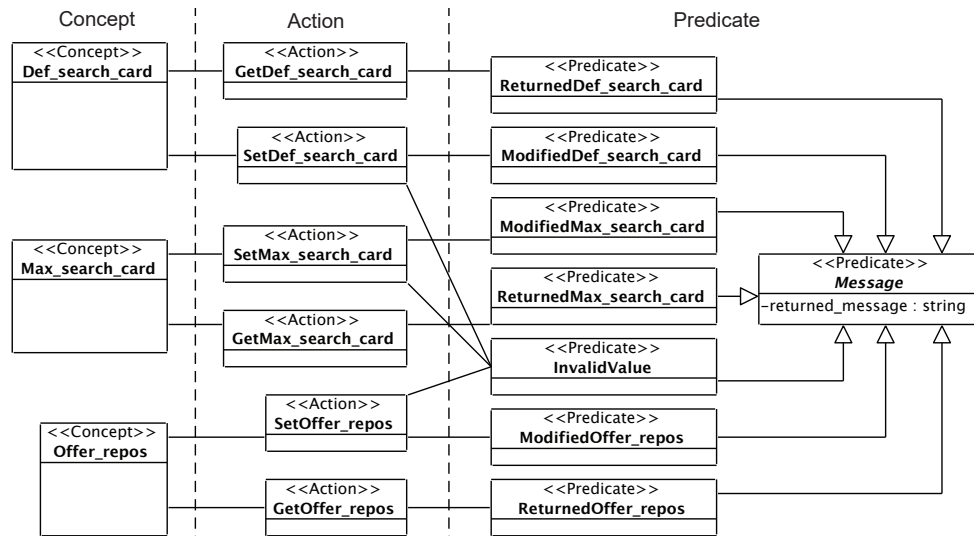 Concept
Action
Predicate
<<Concept>>
Def_search_card
<<Action>>
GetDef_search_card
<<Predicate>>
ReturnedDef_search_card
<<Action>>
SetDef_search_card
<<Predicate>>
ModifiedDef_search_card
<<Concept>>
Max_search_card
<<Action>>
SetMax_search_card
<<Predicate>>
ModifiedMax_search_card
<<Predicate>>
ReturnedMax_search_card
<<Predicate>>
Message
-returned_message : string
<<Action>>
GetMax_search_card
<<Predicate>>
InvalidValue
<<Concept>>
Offer_repos
<<Action>>
SetOffer_repos
<<Predicate>>
ModifiedOffer_repos
<<Action>>
GetOffer_repos
<<Predicate>>
ReturnedOffer_repos